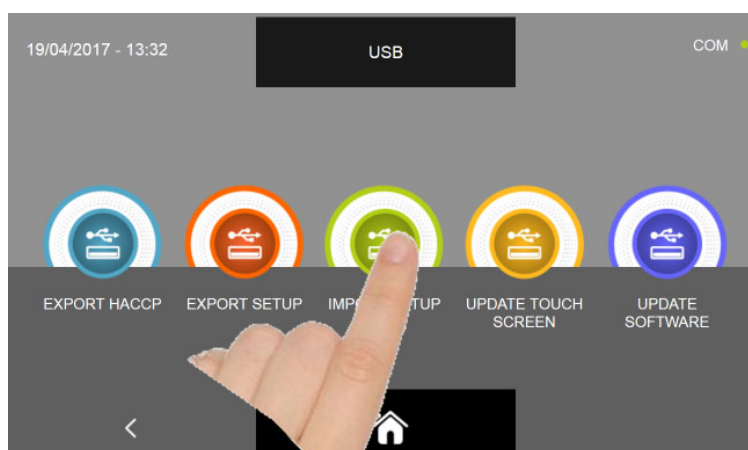 19/04/2017 - 13:32
USB
COM
EXPORT HACCP
EXPORT SETUP
UPDATE TOUCH
SCREEN
UPDATE
SOFTWARE